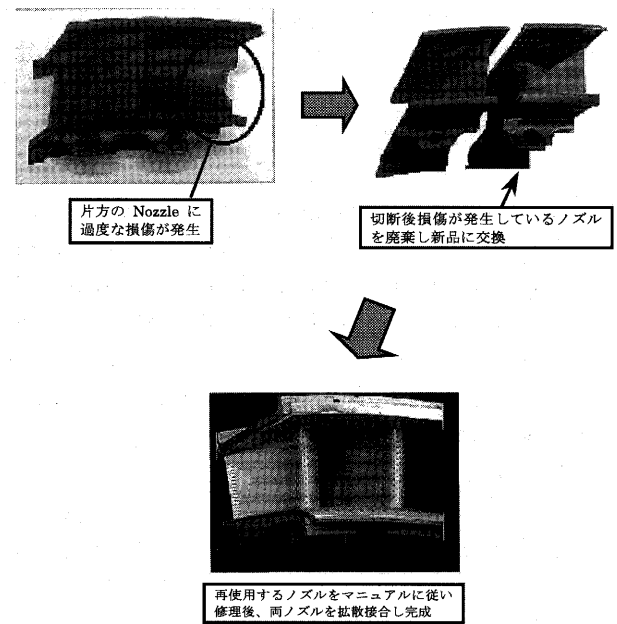 片方の Nozzle に
過度な損傷が発生
切断後損傷が発生しているノズル
を廃棄し新品に交換
再使用するノズルをマニュアルに従い
修理後、両ノズルを拡散接合し完成